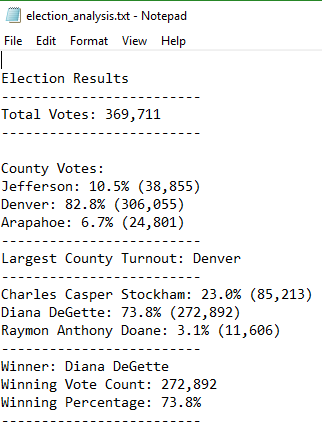 election_analysis.txt - Notepad
File Edit Format View Help
Election Results
-------------------------
Total Votes: 369,711
-------------------------
County Votes:
Jefferson: 10.5% (38,855)
Denver: 82.8% (306,055)
Arapahoe: 6.7% (24,801)
-------------------------
Largest County Turnout: Denver
-------------------------
Charles Casper Stockham: 23.0% (85,213)
Diana DeGette: 73.8% (272,892)
Raymon Anthony Doane: 3.1% (11,606)
-------------------------
Winner: Diana DeGette
Winning Vote Count: 272,892
Winning Percentage: 73.8%
-------------------------